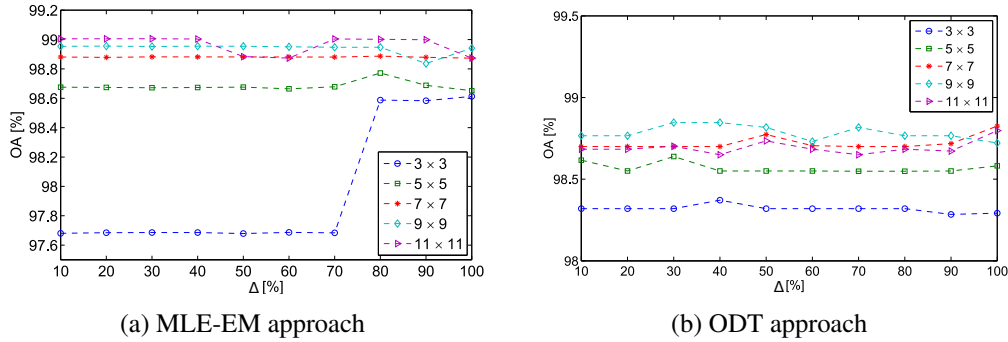 99.2
99
98.8
98.6
98.4
98.2
98
97.8
97.6
OA [%]
10 20 30 40 50 60 70 80 90 100
Δ [%]
3 × 3
5 × 5
7 × 7
9 × 9
11 × 11
(a) MLE-EM approach
99.5
99
98.5
98
OA [%]
10 20 30 40 50 60 70 80 90 100
Δ [%]
3 × 3
5 × 5
7 × 7
9 × 9
11 × 11
(b) ODT approach